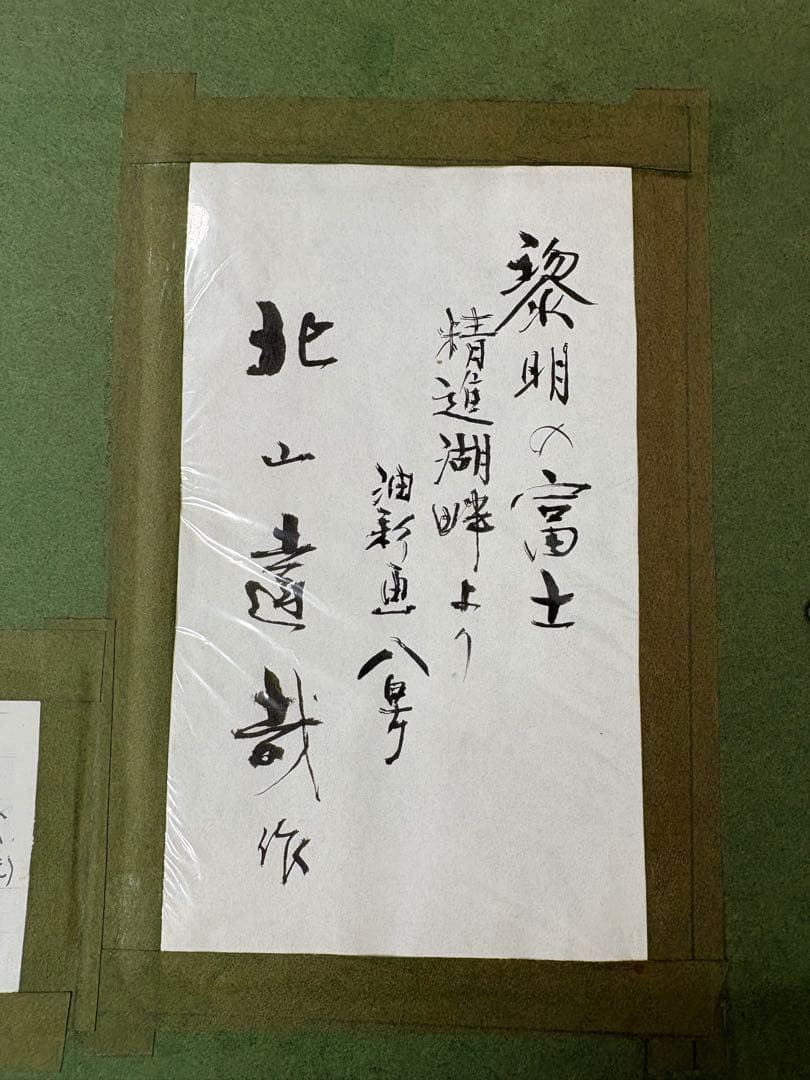 黎明の富士
精進湖畔より
油彩画 八号
北山遠哉作